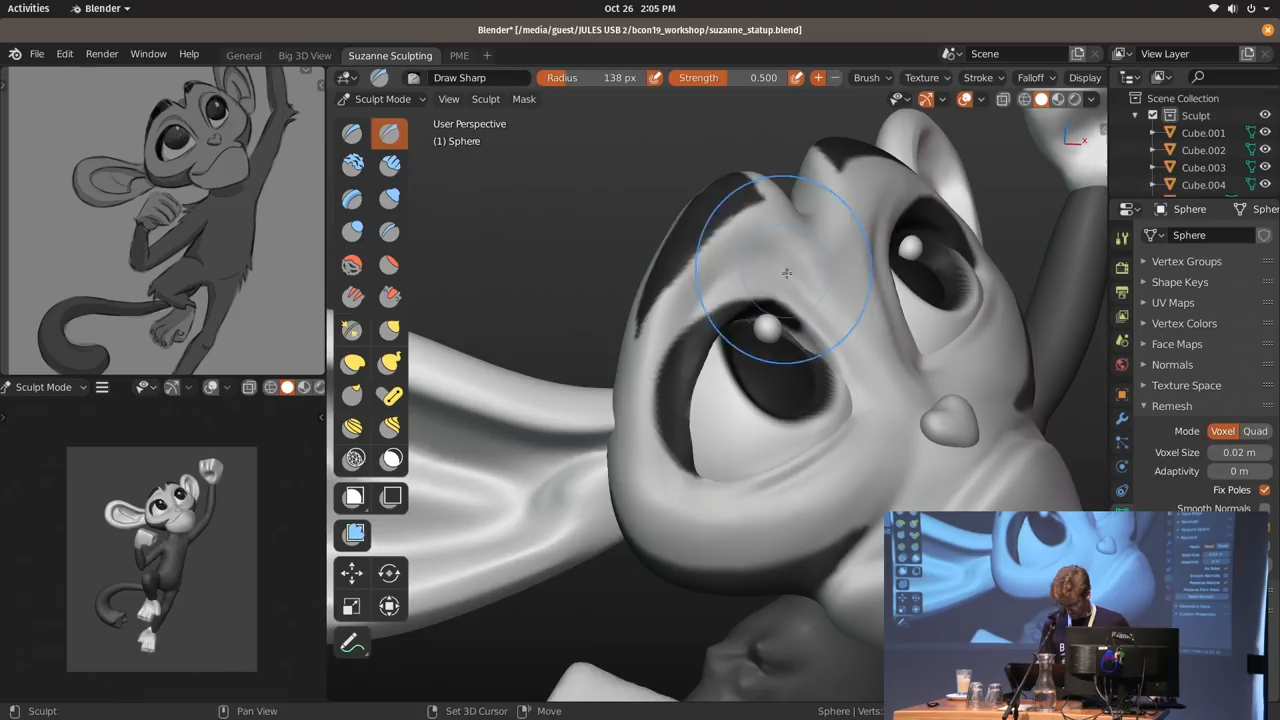 Activities Blender Oct 26 2:05 PM
Blender* [/media/guest/JULES USB 2/bcon19_workshop/suzanne_statup.blend]
File Edit Render Window Help General Big 3D View Suzanne Sculpting PME Scene View Layer
Draw Sharp Radius 138 px Strength 0.500 Brush Texture Stroke Falloff Display
Sculpt Mode View Sculpt Mask
User Perspective
(1) Sphere
Scene Collection
Sculpt
Cube.001
Cube.002
Cube.003
Cube.004
Sphere Spher
Sphere
Vertex Groups
Shape Keys
UV Maps
Vertex Colors
Face Maps
Normals
Texture Space
Remesh
Mode Voxel Quad
Voxel Size 0.02 m
Adaptivity 0 m
Fix Poles
Smooth Normals
Sculpt Mode
X
Sculpt Pan View Set 3D Cursor Move Sphere | Verts: